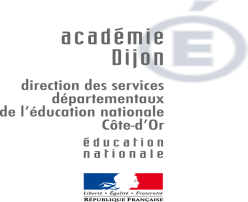 académie
Dijon
É
direction des services
départementaux
de l'éducation nationale
Côte-d'Or
éducation
nationale
Liberté • Égalité • Fraternité
RÉPUBLIQUE FRANÇAISE